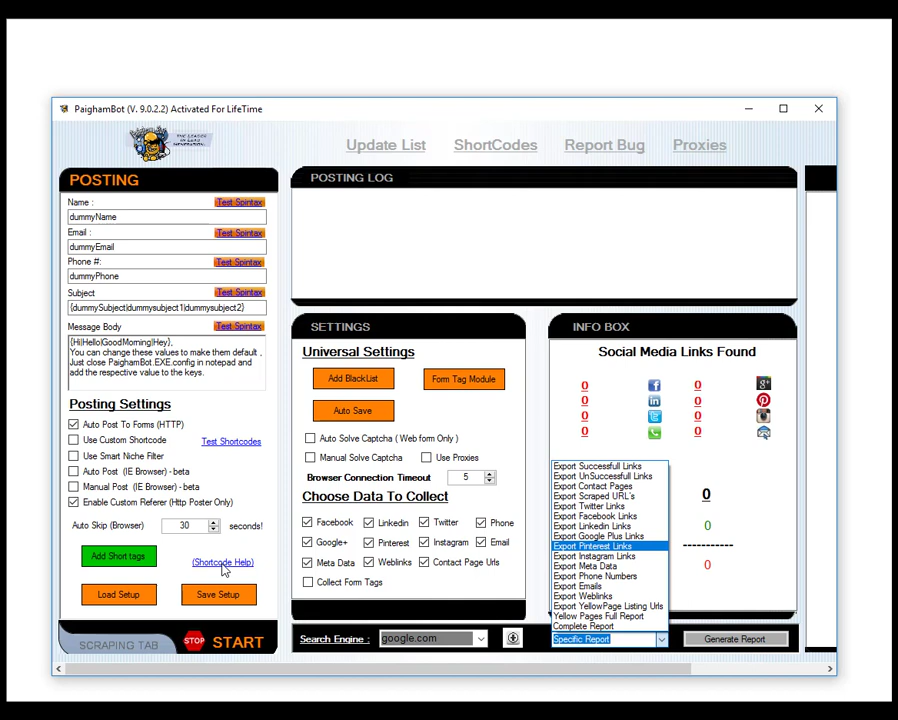 PaighamBot (V. 9.0.2.2) Activated For LifeTime
THE LEADER
IN LEAD
GENERATION.
Update List
ShortCodes
Report Bug
Proxies
POSTING
Name :
Test Spintax
dummyName
Email :
Test Spintax
dummyEmail
Phone #:
Test Spintax
dummyPhone
Subject
Test Spintax
{dummySubject|dummysubject1|dummysubject2}
Message Body
Test Spintax
{Hi|Hello|GoodMorning|Hey},
You can change these values to make them default ,
Just close PaighamBot.EXE.config in notepad and
add the respective value to the keys.
Posting Settings
Auto Post To Forms (HTTP)
Use Custom Shortcode
Test Shortcodes
Use Smart Niche Filter
Auto Post (IE Browser) - beta
Manual Post (IE Browser) - beta
Enable Custom Referer (Http Poster Only)
Auto Skip (Browser)
30
seconds!
Add Short tags
(Shortcode Help)
Load Setup
Save Setup
SCRAPING TAB
STOP
START
POSTING LOG
SETTINGS
Universal Settings
Add BlackList
Form Tag Module
Auto Save
Auto Solve Captcha ( Web form Only )
Manual Solve Captcha
Use Proxies
Browser Connection Timeout
5
Choose Data To Collect
Facebook
Linkedin
Twitter
Phone
Google+
Pinterest
Instagram
Email
Meta Data
Weblinks
Contact Page Urls
Collect Form Tags
Search Engine :
google.com
INFO BOX
Social Media Links Found
0
0
0
0
0
0
0
0
Export Successfull Links
Export UnSuccessfull Links
Export Contact Pages
Export Scraped URL's
Export Twitter Links
Export Facebook Links
Export Linkedin Links
Export Google Plus Links
Export Pinterest Links
Export Instagram Links
Export Meta Data
Export Phone Numbers
Export Emails
Export Weblinks
Export YellowPage Listing Urls
Yellow Pages Full Report
Complete Report
0
0
----------
0
Specific Report
Generate Report